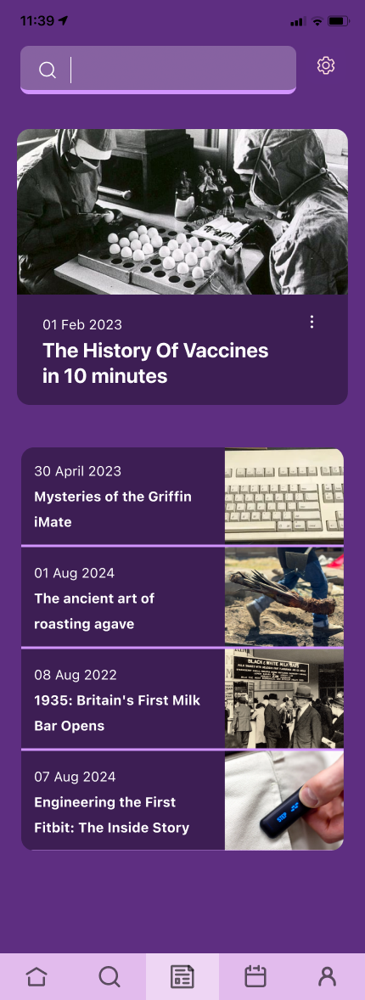 11:39
01 Feb 2023
The History Of Vaccines
in 10 minutes
30 April 2023
Mysteries of the Griffin
iMate
01 Aug 2024
The ancient art of
roasting agave
08 Aug 2022
1935: Britain's First Milk
Bar Opens
BLACK & WHITE MILK BARS
07 Aug 2024
Engineering the First
Fitbit: The Inside Story
STEP